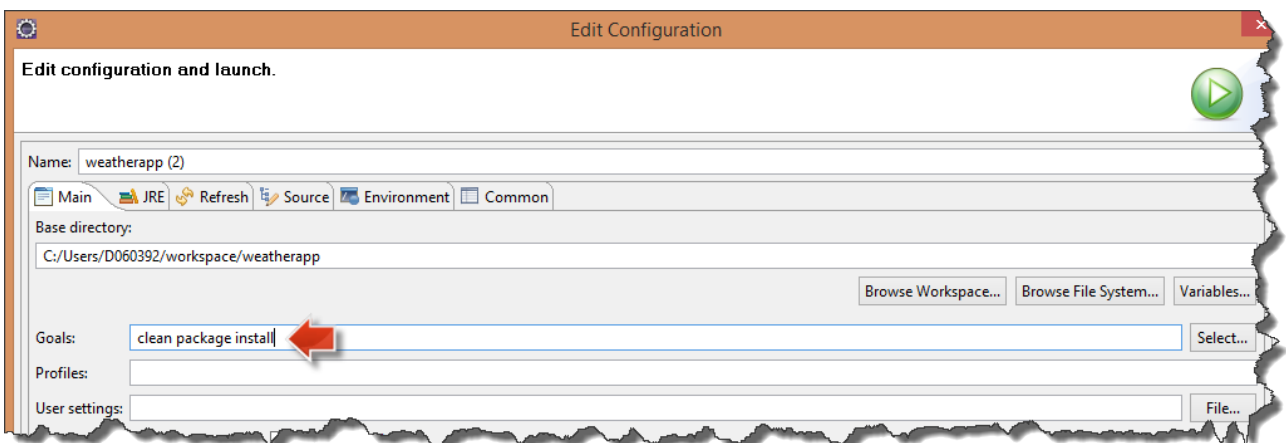 Edit Configuration
x
Edit configuration and launch.
Name: weatherapp (2)
Main JRE Refresh Source Environment Common
Base directory:
C:/Users/D060392/workspace/weatherapp
Browse Workspace... Browse File System... Variables...
Goals: clean package install Select...
Profiles:
User settings: File...